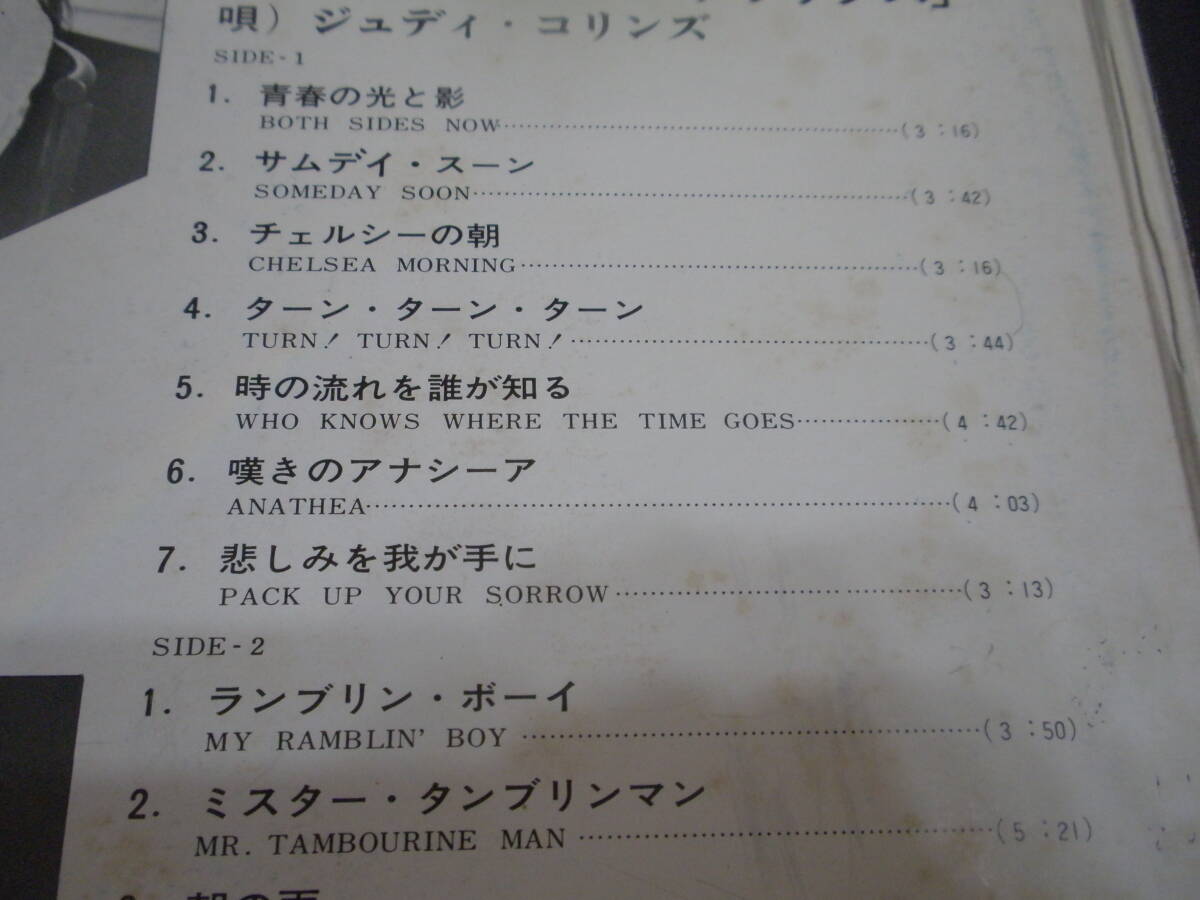 唄）ジュディ・コリンズ
SIDE-1
1. 青春の光と影
BOTH SIDES NOW……(3:16)
2. サムデイ・スーン
SOMEDAY SOON……(3:42)
3. チェルシーの朝
CHELSEA MORNING……(3:16)
4. ターン・ターン・ターン
TURN! TURN! TURN!……(3:44)
5. 時の流れを誰が知る
WHO KNOWS WHERE THE TIME GOES……(4:42)
6. 嘆きのアナシーア
ANATHEA……(4:03)
7. 悲しみを我が手に
PACK UP YOUR SORROW……(3:13)
SIDE-2
1. ランブリン・ボーイ
MY RAMBLIN' BOY……(3:50)
2. ミスター・タンブリンマン
MR. TAMBOURINE MAN……(5:21)